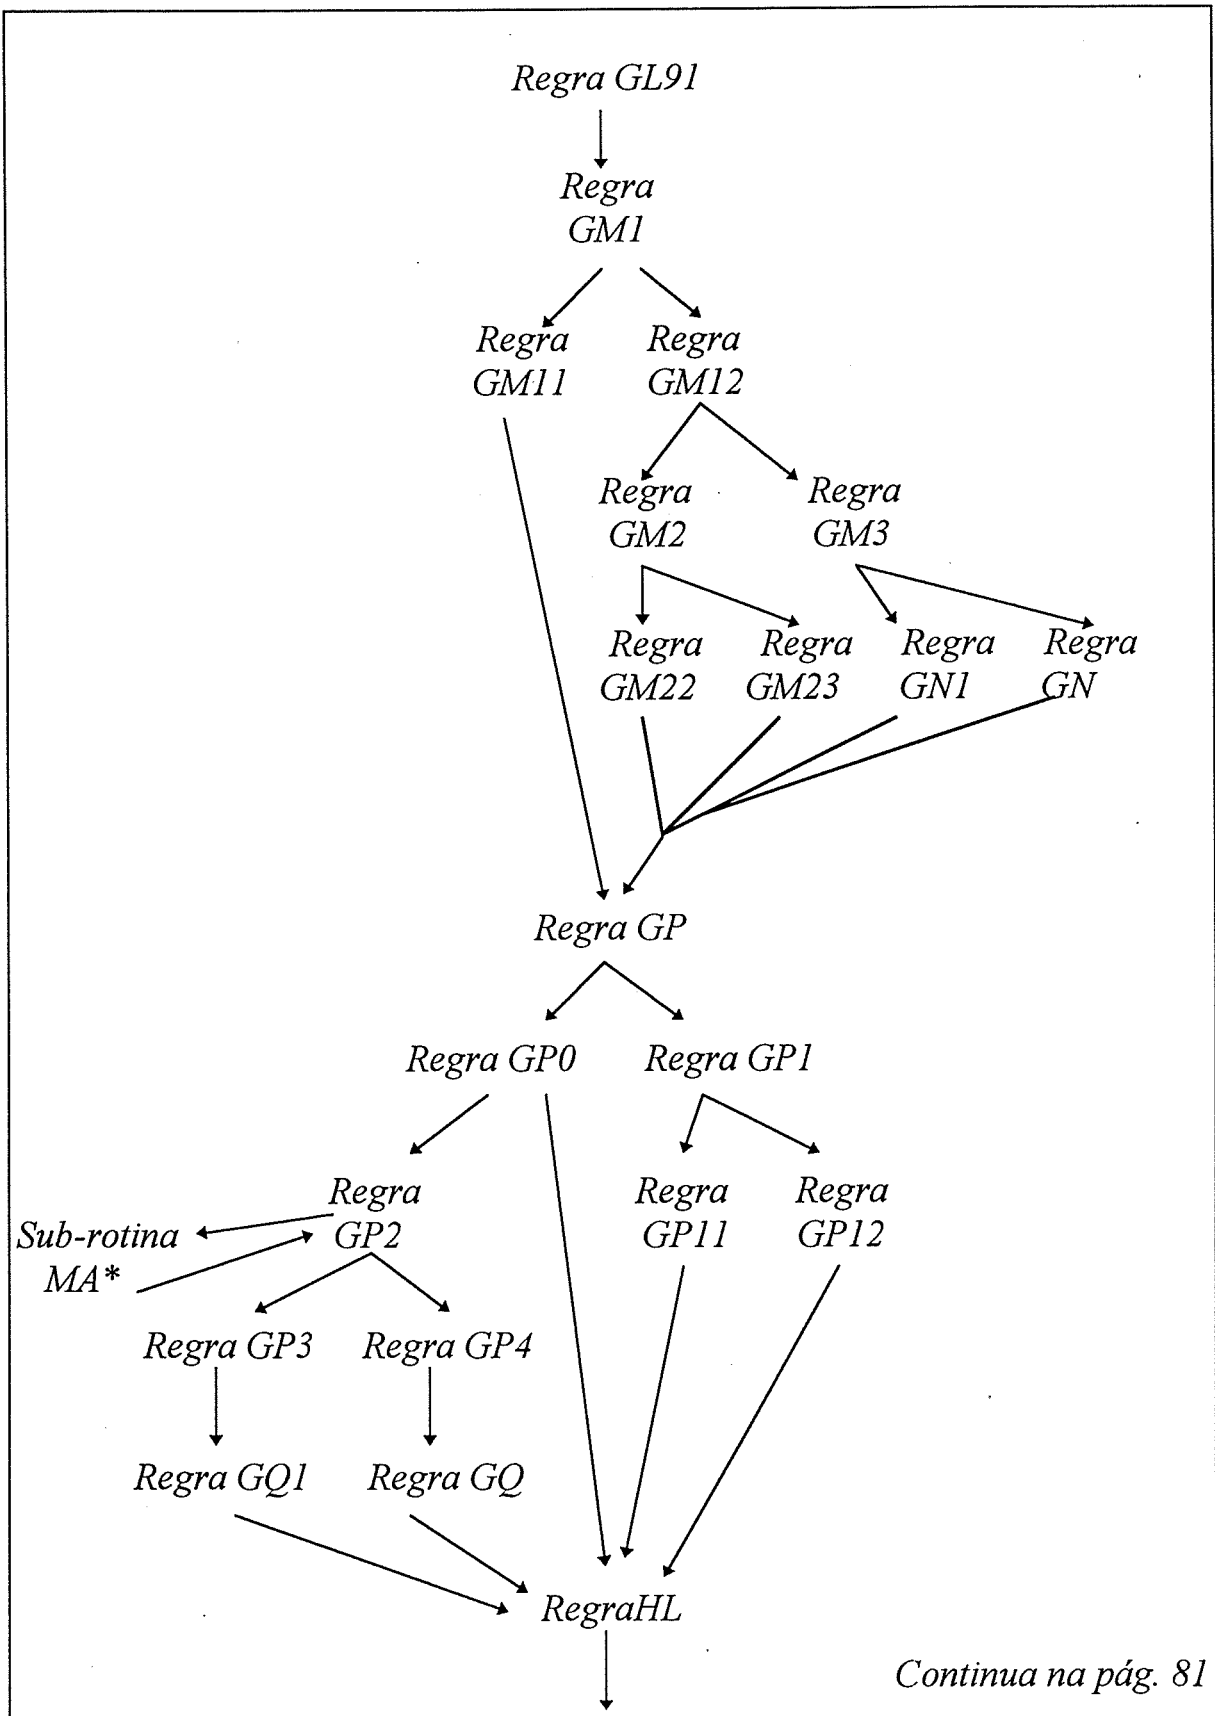 Regra GL91
Regra
GM1
Regra
GM11
Regra
GM12
Regra
GM2
Regra
GM3
Regra
GM22
Regra
GM23
Regra
GN1
Regra
GN
Regra GP
Regra GP0
Regra GP1
Regra
GP2
Sub-rotina
MA*
Regra
GP11
Regra
GP12
Regra GP3
Regra GP4
Regra GQ1
Regra GQ
RegraHL
Continua na pág. 81